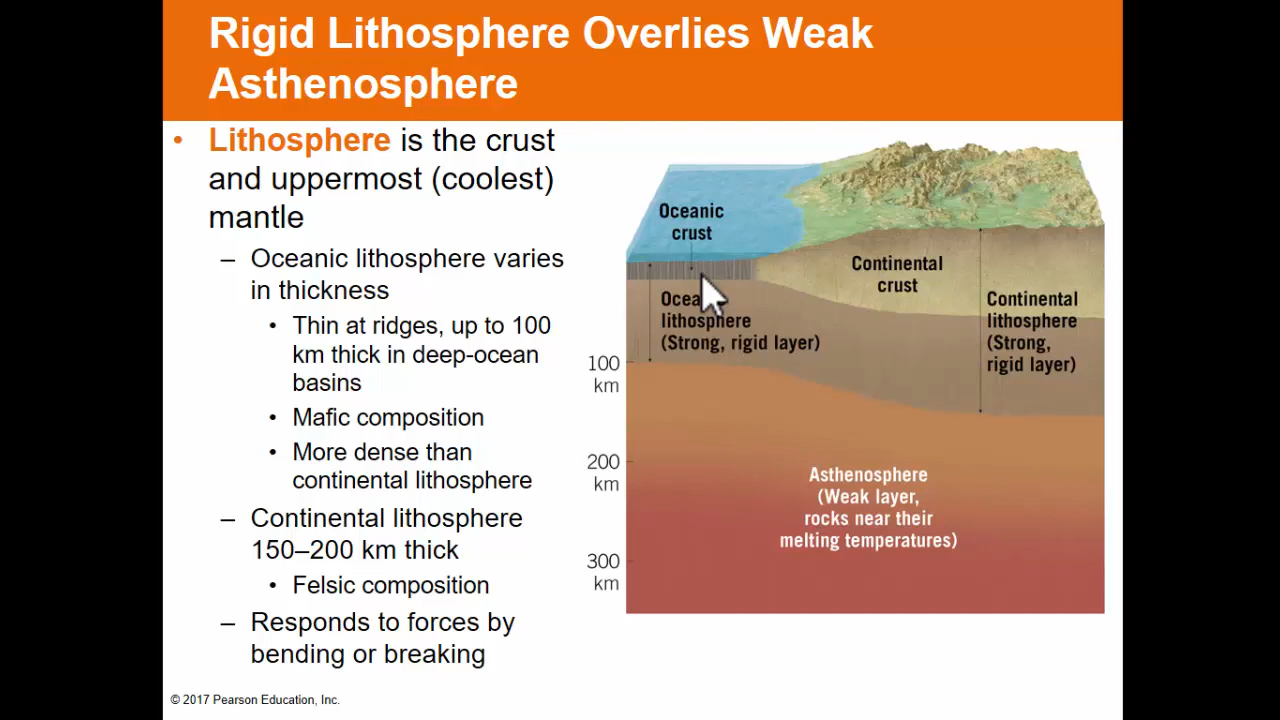 Rigid Lithosphere Overlies Weak
Asthenosphere
• Lithosphere is the crust
and uppermost (coolest)
mantle
– Oceanic lithosphere varies
in thickness
• Thin at ridges, up to 100
km thick in deep-ocean
basins
• Mafic composition
• More dense than
continental lithosphere
– Continental lithosphere
150–200 km thick
• Felsic composition
– Responds to forces by
bending or breaking
Oceanic
crust
Continental
crust
lithosphere
(Strong, rigid layer)
Continental
lithosphere
(Strong,
rigid layer)
100
km
200
km
300
km
Asthenosphere
(Weak layer,
rocks near their
melting temperatures)
© 2017 Pearson Education, Inc.